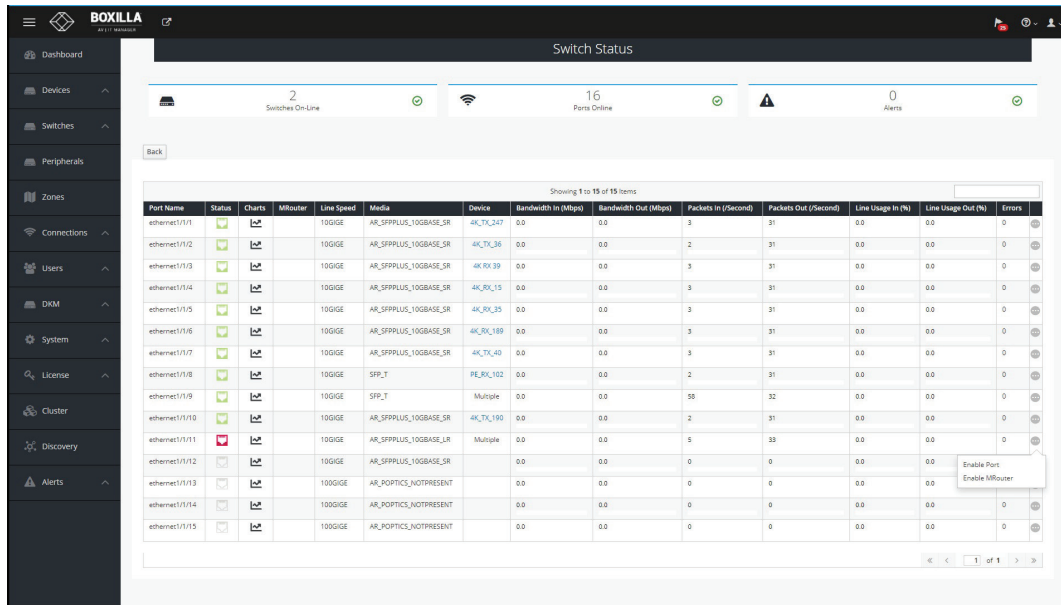 BOXILLA
AV | IT MANAGER
25
Switch Status
Dashboard
Devices
Switches
Peripherals
Zones
Connections
Users
DKM
System
License
Cluster
Discovery
Alerts
2
Switches On-Line
16
Ports Online
0
Alerts
Back
Showing 1 to 15 of 15 Items
Port Name Status Charts MRouter Line Speed Media Device Bandwidth In (Mbps) Bandwidth Out (Mbps) Packets In (/Second) Packets Out (/Second) Line Usage In (%) Line Usage Out (%) Errors
ethernet1/1/1 10GIGE AR_SFPPLUS_10GBASE_SR 4K_TX_247 0.0 0.0 3 31 0.0 0.0 0
ethernet1/1/2 10GIGE AR_SFPPLUS_10GBASE_SR 4K_TX_36 0.0 0.0 2 31 0.0 0.0 0
ethernet1/1/3 10GIGE AR_SFPPLUS_10GBASE_SR 4K RX 39 0.0 0.0 3 31 0.0 0.0 0
ethernet1/1/4 10GIGE AR_SFPPLUS_10GBASE_SR 4K_RX_15 0.0 0.0 3 31 0.0 0.0 0
ethernet1/1/5 10GIGE AR_SFPPLUS_10GBASE_SR 4K_RX_35 0.0 0.0 3 31 0.0 0.0 0
ethernet1/1/6 10GIGE AR_SFPPLUS_10GBASE_SR 4K_RX_189 0.0 0.0 3 31 0.0 0.0 0
ethernet1/1/7 10GIGE AR_SFPPLUS_10GBASE_SR 4K_TX_40 0.0 0.0 3 31 0.0 0.0 0
ethernet1/1/8 10GIGE SFP_T PE_RX_102 0.0 0.0 2 31 0.0 0.0 0
ethernet1/1/9 10GIGE SFP_T Multiple 0.0 0.0 58 32 0.0 0.0 0
ethernet1/1/10 10GIGE AR_SFPPLUS_10GBASE_SR 4K_TX_190 0.0 0.0 2 31 0.0 0.0 0
ethernet1/1/11 10GIGE AR_SFPPLUS_10GBASE_LR Multiple 0.0 0.0 5 33 0.0 0.0 0
ethernet1/1/12 10GIGE AR_SFPPLUS_10GBASE_SR 0.0 0.0 0 0 0.0 0.0
Enable Port
Enable MRouter
ethernet1/1/13 100GIGE AR_POPTICS_NOTPRESENT 0.0 0.0 0 0 0.0 0.0
ethernet1/1/14 100GIGE AR_POPTICS_NOTPRESENT 0.0 0.0 0 0 0.0 0.0 0
ethernet1/1/15 100GIGE AR_POPTICS_NOTPRESENT 0.0 0.0 0 0 0.0 0.0 0
1 of 1